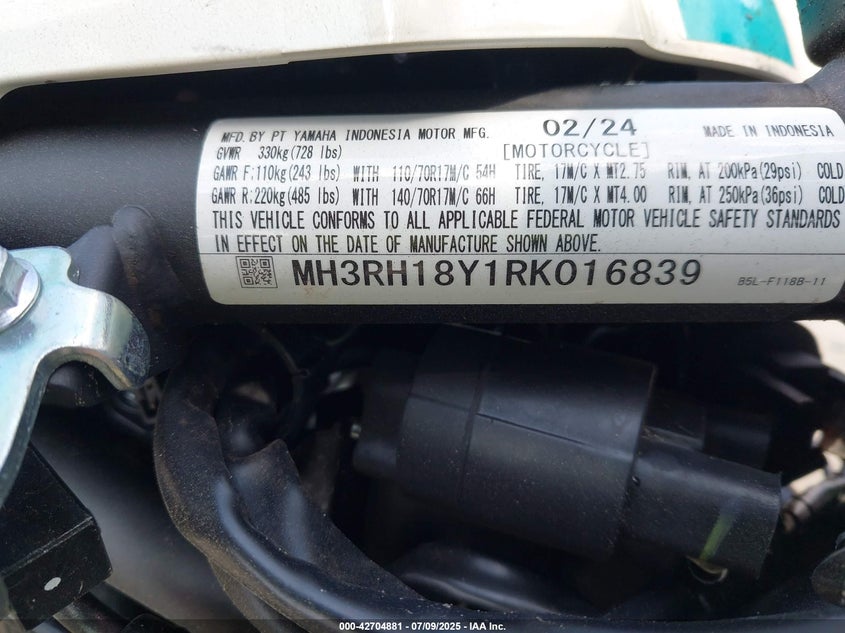 MFD. BY PT YAMAHA INDONESIA MOTOR MFG. 02/24 MADE IN INDONESIA
GVWR 330kg(728 lbs) [MOTORCYCLE]
GAWR F:110kg(243 lbs) WITH 110/70R17M/C 54H TIRE, 17M/C X MT2.75 RIM, AT 200kPa(29psi) COLD
GAWR R:220kg(485 lbs) WITH 140/70R17M/C 66H TIRE, 17M/C X MT4.00 RIM, AT 250kPa(36psi) COLD
THIS VEHICLE CONFORMS TO ALL APPLICABLE FEDERAL MOTOR VEHICLE SAFETY STANDARDS
IN EFFECT ON THE DATE OF MANUFACTURE SHOWN ABOVE.
MH3RH18Y1RK016839 B5L-F118B-11
000-42704881 / 07/09/2025 - IAA Inc.